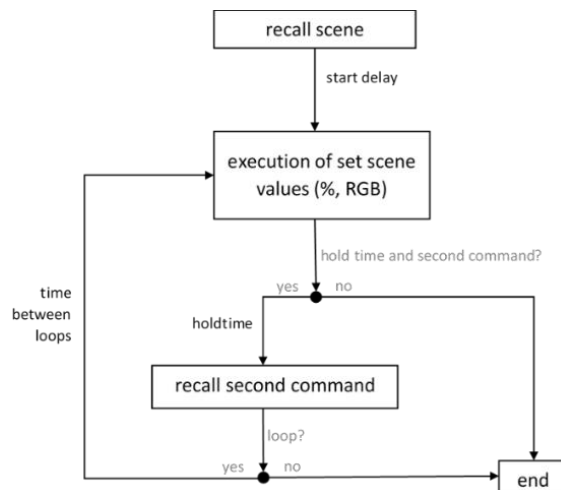 recall scene
start delay
execution of set scene
values (%, RGB)
hold time and second command?
yes no
time
between
loops
holdtime
recall second command
loop?
yes no
end